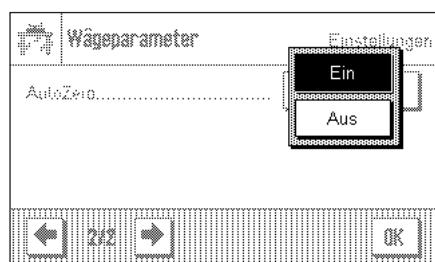 Wägeparameter
Einstellungen
AutoZero..............................
Ein
Aus
2/2
OK